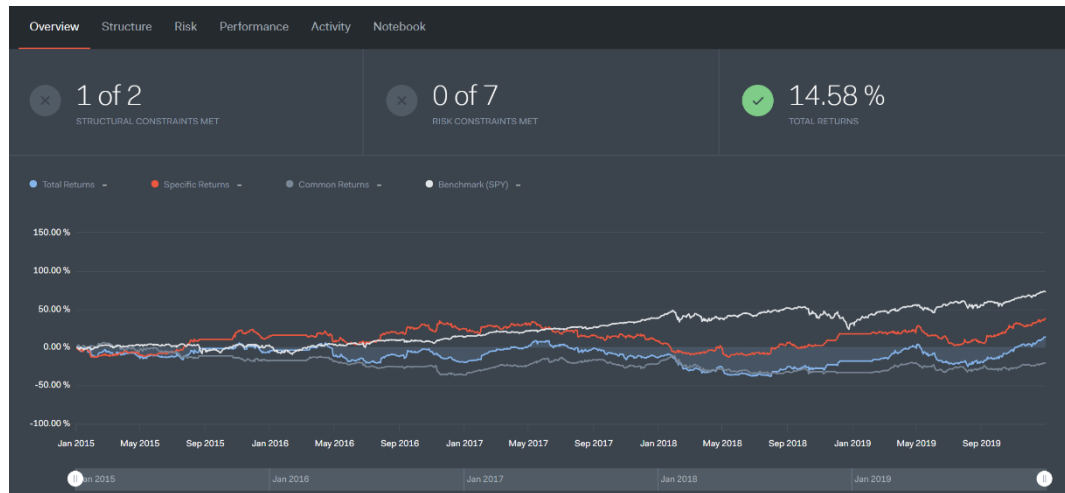 Overview Structure Risk Performance Activity Notebook
1 of 2 0 of 7 14.58 %
STRUCTURAL CONSTRAINTS MET RISK CONSTRAINTS MET TOTAL RETURNS
Total Returns – Specific Returns – Common Returns – Benchmark (SPY) –
150.00 %
100.00 %
50.00 %
0.00 %
-50.00 %
-100.00 %
Jan 2015 May 2015 Sep 2015 Jan 2016 May 2016 Sep 2016 Jan 2017 May 2017 Sep 2017 Jan 2018 May 2018 Sep 2018 Jan 2019 May 2019 Sep 2019
an 2015 Jan 2016 Jan 2017 Jan 2018 Jan 2019